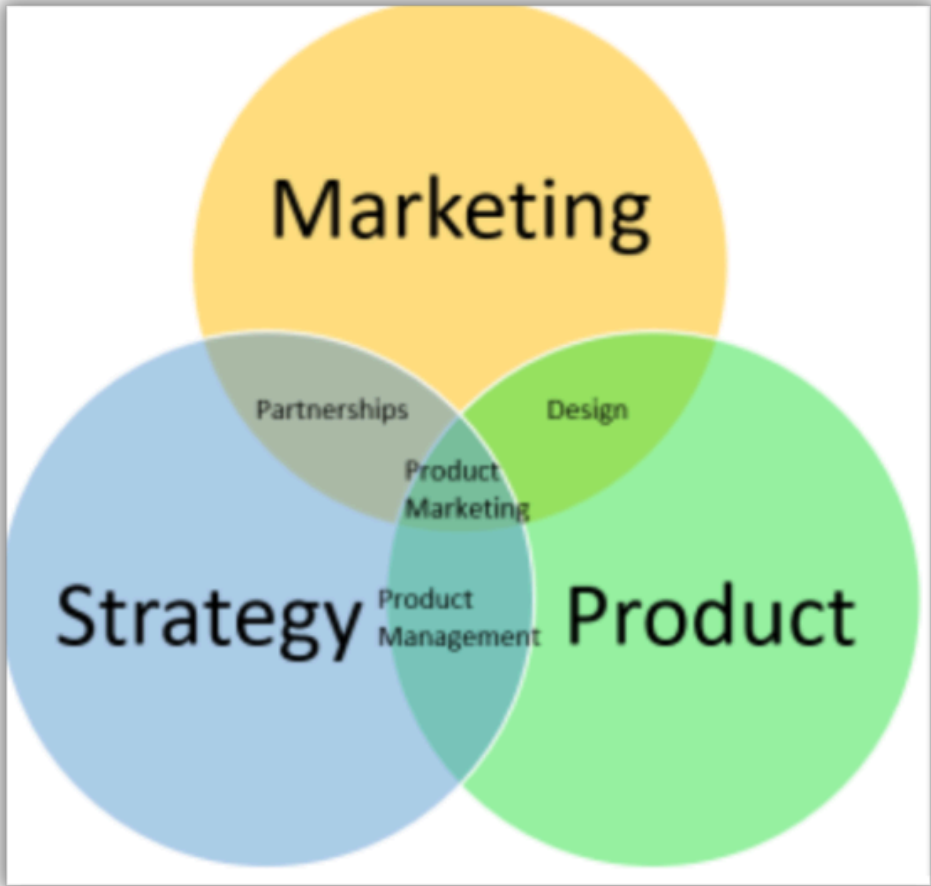 Marketing
Partnerships
Design
Product
Marketing
Strategy
Product
Management
Product